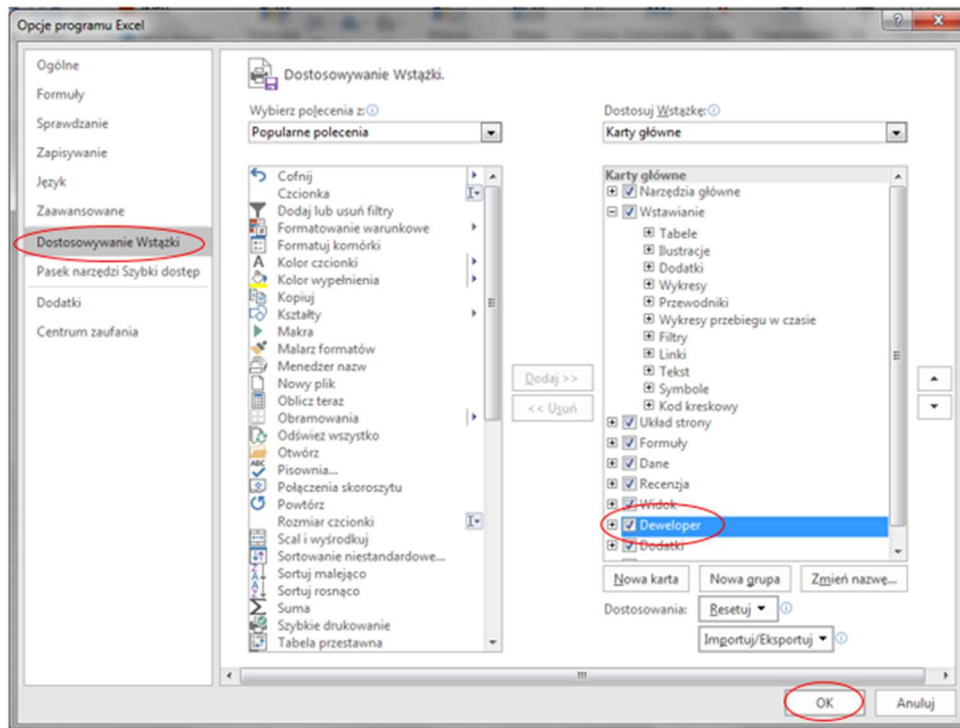 Opcje programu Excel
Ogólne
Formuły
Sprawdzanie
Zapisywanie
Język
Zaawansowane
Dostosowywanie Wstążki
Pasek narzędzi Szybki dostęp
Dodatki
Centrum zaufania
Dostosowywanie Wstążki.
Wybierz polecenia z:
Popularne polecenia
Cofnij
Czcionka
Dodaj lub usuń filtry
Formatowanie warunkowe
Formatuj komórki
Kolor czcionki
Kolor wypełnienia
Kopiuj
Kształty
Makra
Malarz formatów
Menedżer nazw
Nowy plik
Oblicz teraz
Obramowania
Odśwież wszystko
Otwórz
Pisownia...
Połączenia skoroszytu
Powtórz
Rozmiar czcionki
Scal i wyśrodkuj
Sortowanie niestandardowe...
Sortuj malejąco
Sortuj rosnąco
Suma
Szybkie drukowanie
Tabela przestawna
Dodaj >>
<< Usuń
Dostosuj Wstążkę:
Karty główne
Karty główne
Narzędzia główne
Wstawianie
Tabele
Ilustracje
Dodatki
Wykresy
Przewodniki
Wykresy przebiegu w czasie
Filtry
Linki
Tekst
Symbole
Kod kreskowy
Układ strony
Formuły
Dane
Recenzja
Widok
Deweloper
Dodatki
Nowa karta
Nowa grupa
Zmień nazwę...
Dostosowania:
Resetuj
Importuj/Eksportuj
OK
Anuluj